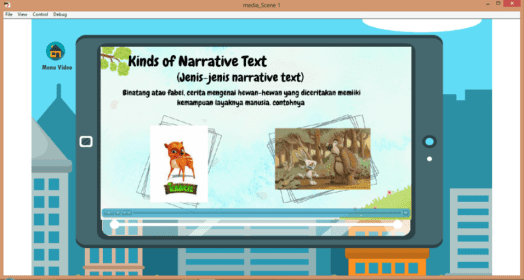 media_Scene 1
File View Control Debug
Menu Video
Kinds of Narrative Text
(Jenis-jenis narrative text)
Binatang atau fabel, cerita mengenai hewan-hewan yang diceritakan memiliki
kemampuan layaknya manusia. contohnya
KANCIL